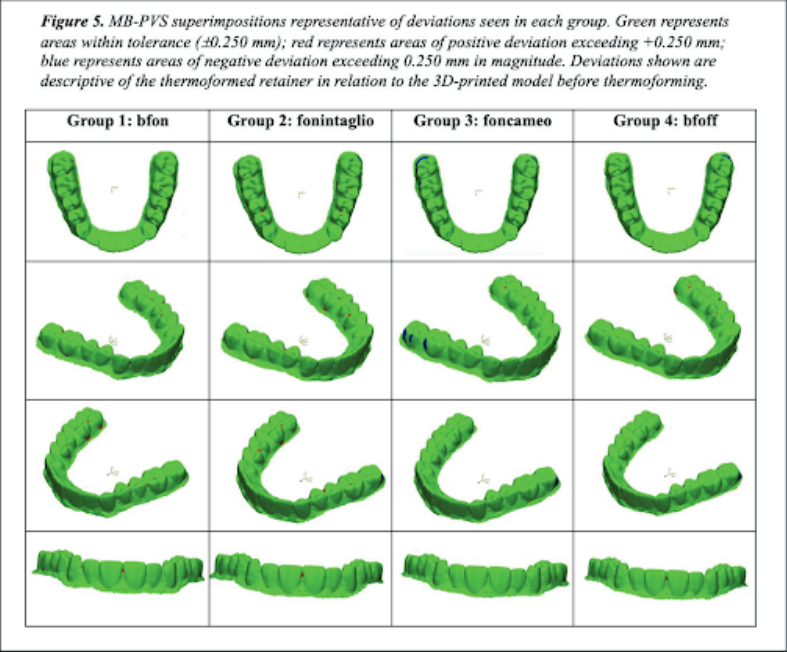 Figure 5. MB-PVS superimpositions representative of deviations seen in each group. Green represents
areas within tolerance (±0.250 mm); red represents areas of positive deviation exceeding +0.250 mm;
blue represents areas of negative deviation exceeding 0.250 mm in magnitude. Deviations shown are
descriptive of the thermoformed retainer in relation to the 3D-printed model before thermoforming.
Group 1: bfon
Group 2: fonintaglio
Group 3: foncameo
Group 4: bfoff